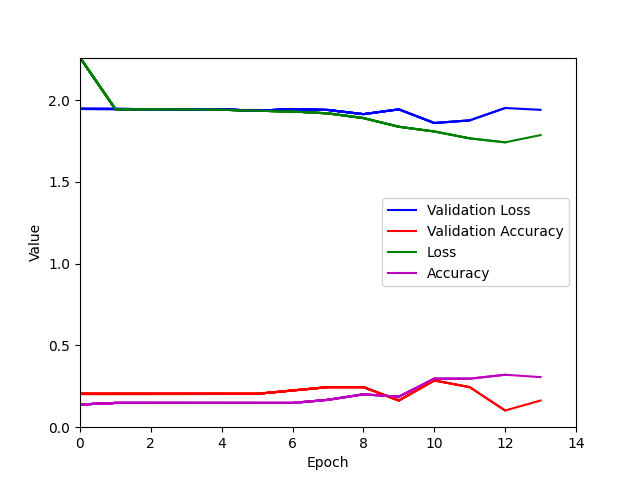 2.0
1.5
1.0
0.5
0.0
Value
0 2 4 6 8 10 12 14
Epoch
Validation Loss
Validation Accuracy
Loss
Accuracy